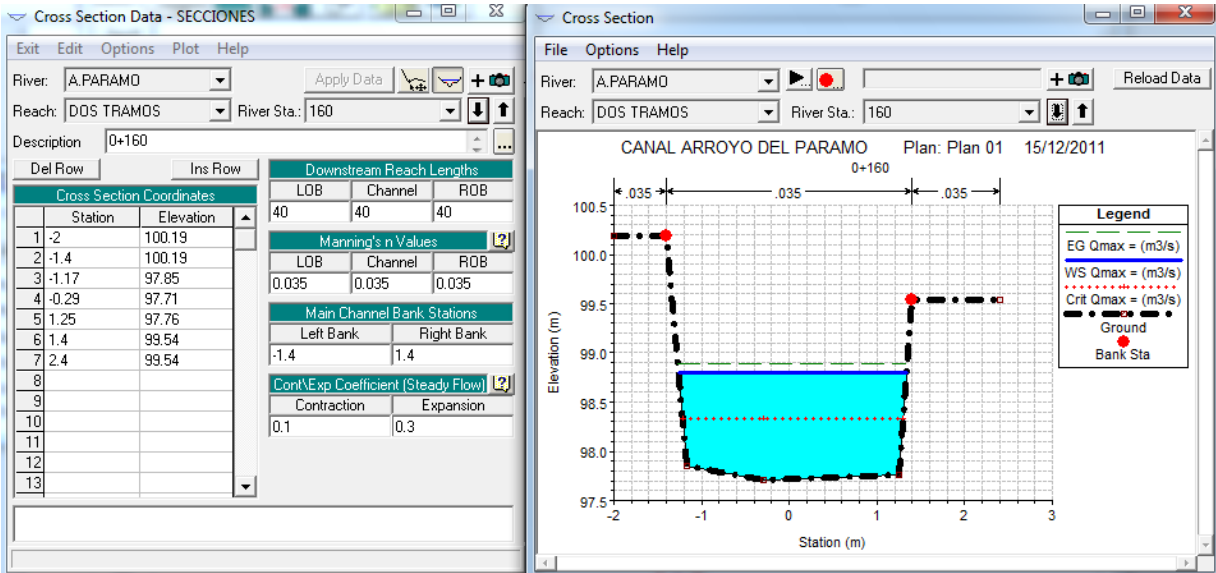 Cross Section Data - SECCIONES
Exit Edit Options Plot Help
River: A.PARAMO Apply Data
Reach: DOS TRAMOS River Sta.: 160
Description 0+160 ...
Del Row Ins Row
Cross Section Coordinates
Station Elevation
1 -2 100.19
2 -1.4 100.19
3 -1.17 97.85
4 -0.29 97.71
5 1.25 97.76
6 1.4 99.54
7 2.4 99.54
8
9
10
11
12
13
Downstream Reach Lengths
LOB Channel ROB
40 40 40
Manning's n Values
LOB Channel ROB
0.035 0.035 0.035
Main Channel Bank Stations
Left Bank Right Bank
-1.4 1.4
Cont\Exp Coefficient (Steady Flow)
Contraction Expansion
0.1 0.3
Cross Section
File Options Help
River: A.PARAMO Reload Data
Reach: DOS TRAMOS River Sta.: 160
CANAL ARROYO DEL PARAMO Plan: Plan 01 15/12/2011
0+160
.035 .035 .035
100.5
100.0
99.5
99.0
98.5
98.0
97.5
Elevation (m)
-2 -1 0 1 2 3
Station (m)
Legend
EG Qmax = (m3/s)
WS Qmax = (m3/s)
Crit Qmax = (m3/s)
Ground
Bank Sta